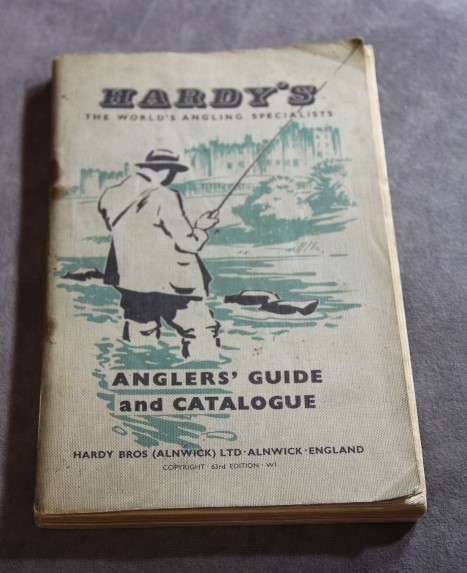 HARDY'S
THE WORLD'S ANGLING SPECIALISTS
ANGLERS' GUIDE
and CATALOGUE
HARDY BROS (ALNWICK) LTD · ALNWICK · ENGLAND
COPYRIGHT · 63rd EDITION · W1